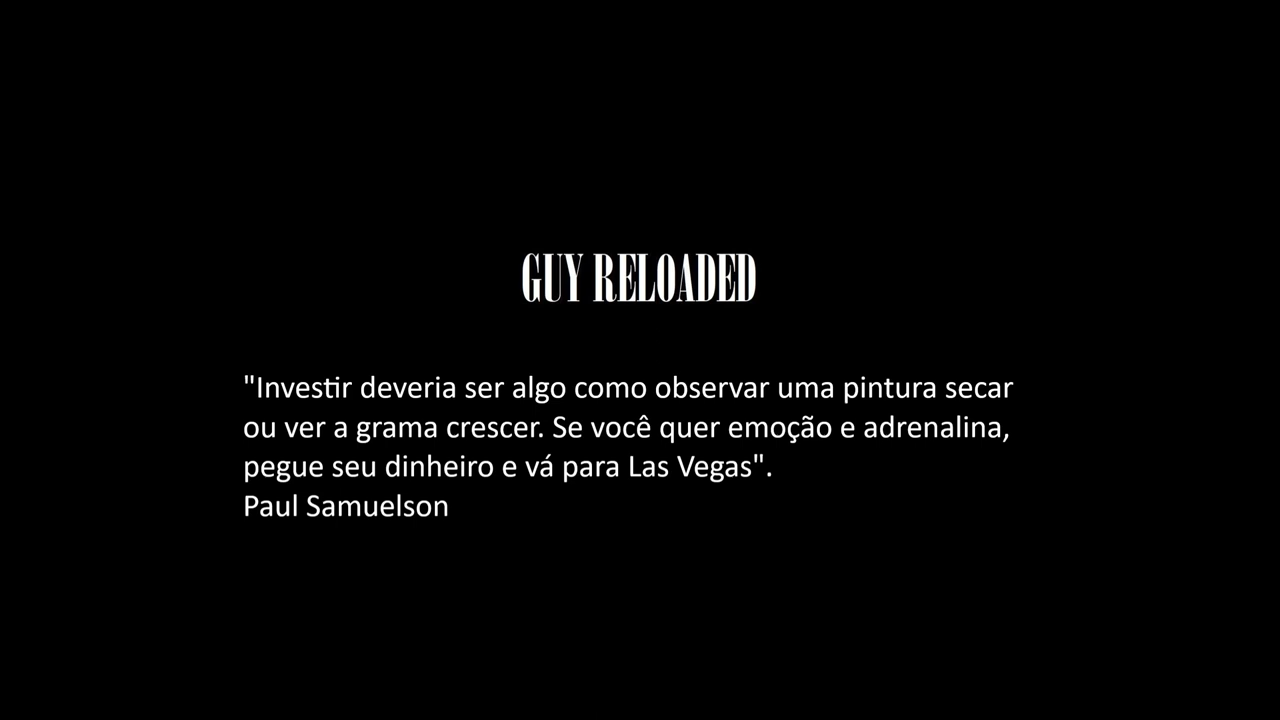 GUY RELOADED
"Investir deveria ser algo como observar uma pintura secar
ou ver a grama crescer. Se você quer emoção e adrenalina,
pegue seu dinheiro e vá para Las Vegas".
Paul Samuelson